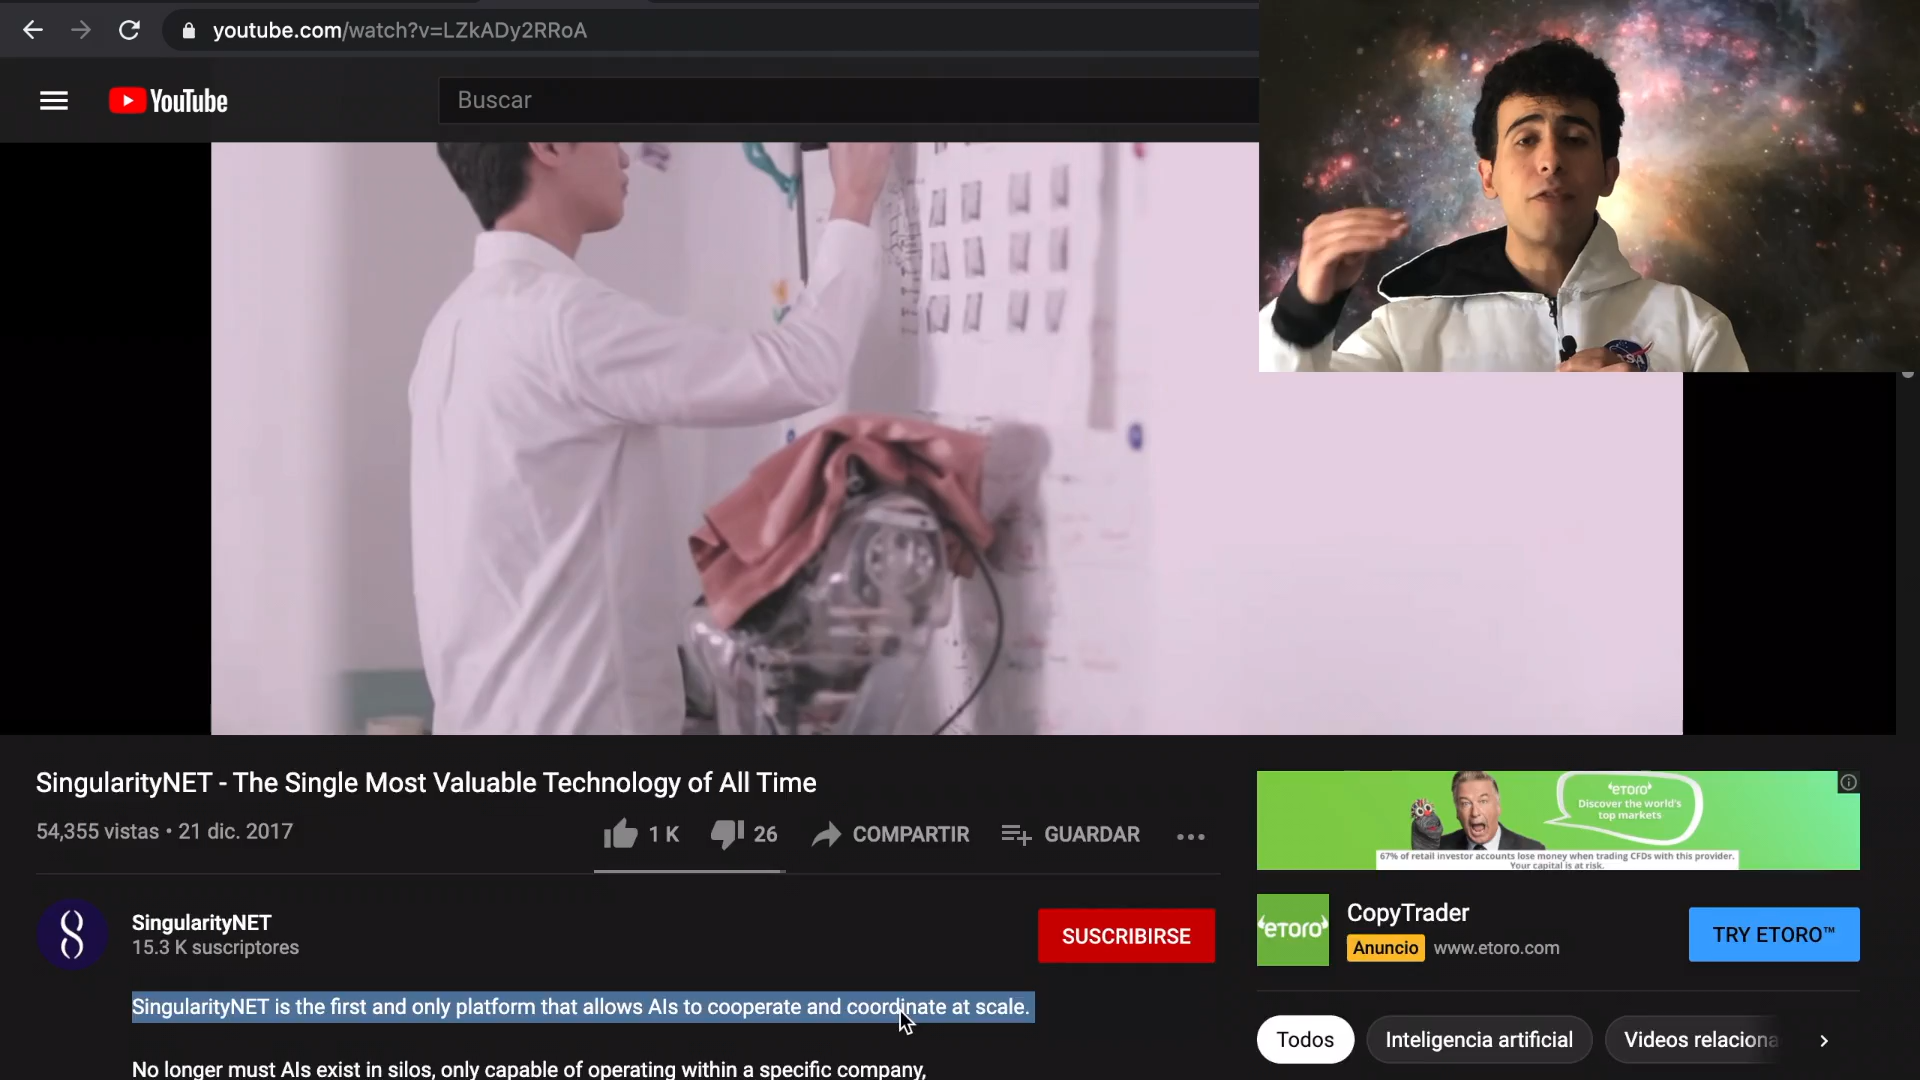 youtube.com/watch?v=LZkADy2RRoA
YouTube
Buscar
SingularityNET - The Single Most Valuable Technology of All Time
54,355 vistas • 21 dic. 2017
1 K
26
COMPARTIR
GUARDAR
SingularityNET
15.3 K suscriptores
SUSCRIBIRSE
SingularityNET is the first and only platform that allows AIs to cooperate and coordinate at scale.
No longer must AIs exist in silos, only capable of operating within a specific company,
eToro
Discover the world's
top markets
67% of retail investor accounts lose money when trading CFDs with this provider.
Your capital is at risk.
eToro
CopyTrader
Anuncio www.etoro.com
TRY ETORO™
Todos
Inteligencia artificial
Videos relaciona